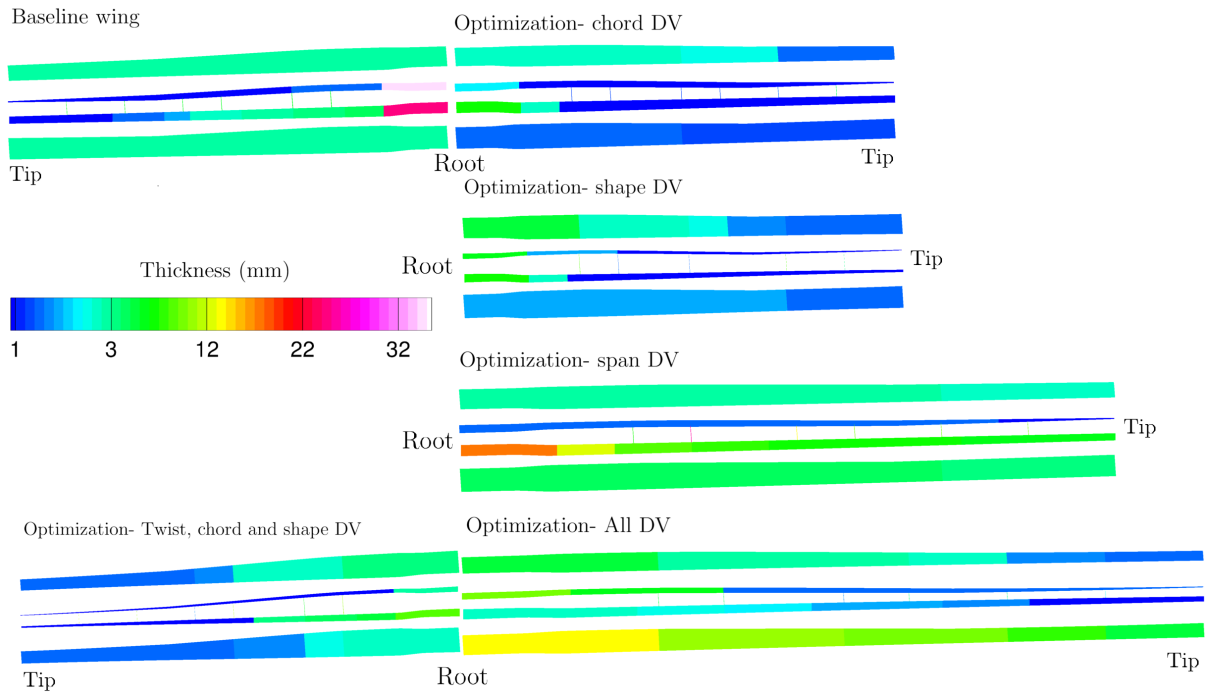 Baseline wing
Optimization- chord DV
Tip
Root
Tip
Optimization- shape DV
Root
Tip
Thickness (mm)
1 3 12 22 32
Optimization- span DV
Root
Tip
Optimization- Twist, chord and shape DV
Optimization- All DV
Tip
Root
Tip